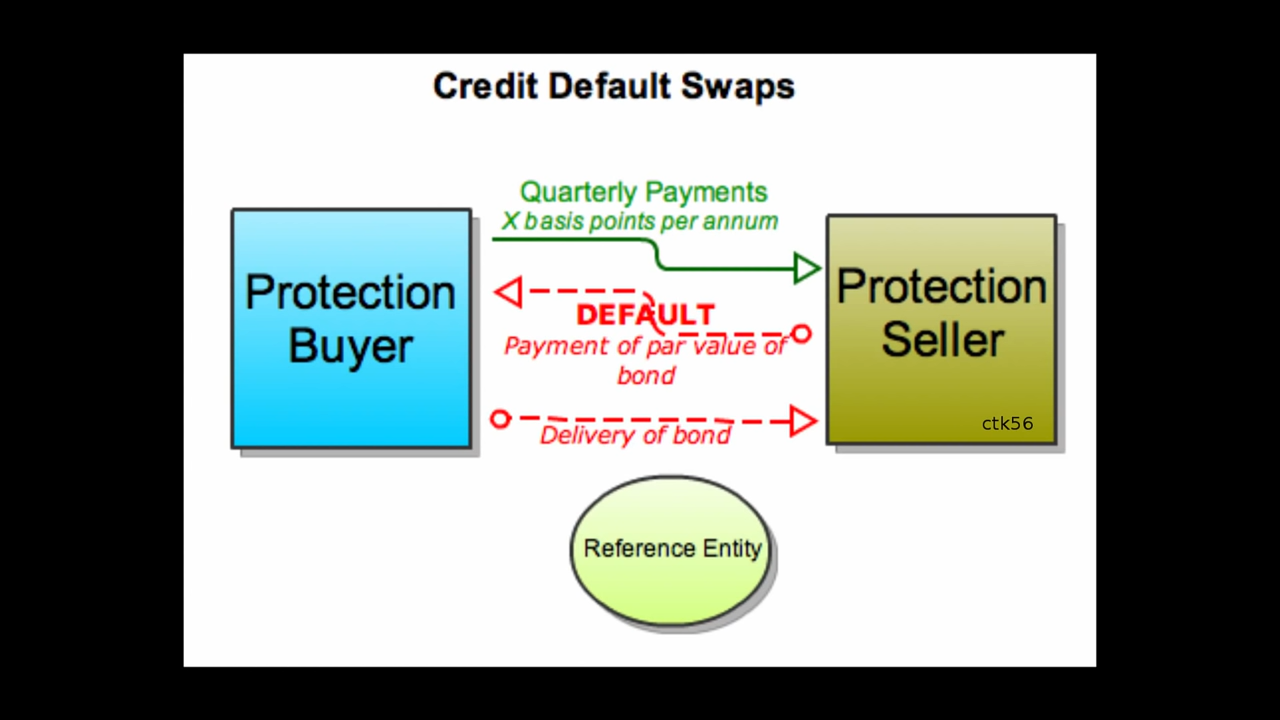 Credit Default Swaps
Quarterly Payments
X basis points per annum
Protection
Buyer
Protection
Seller
DEFAULT
Payment of par value of
bond
ctk56
Delivery of bond
Reference Entity